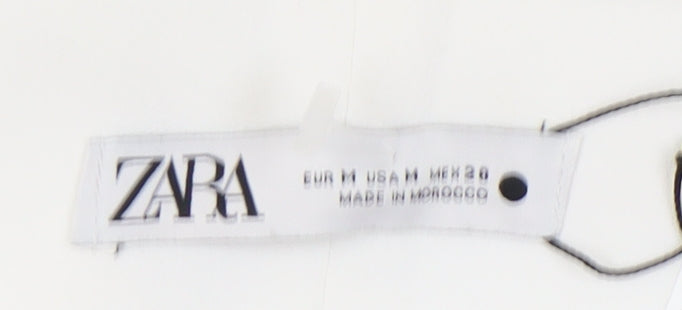 ZARA
EUR M USA M MEX 28
MADE IN MOROCCO